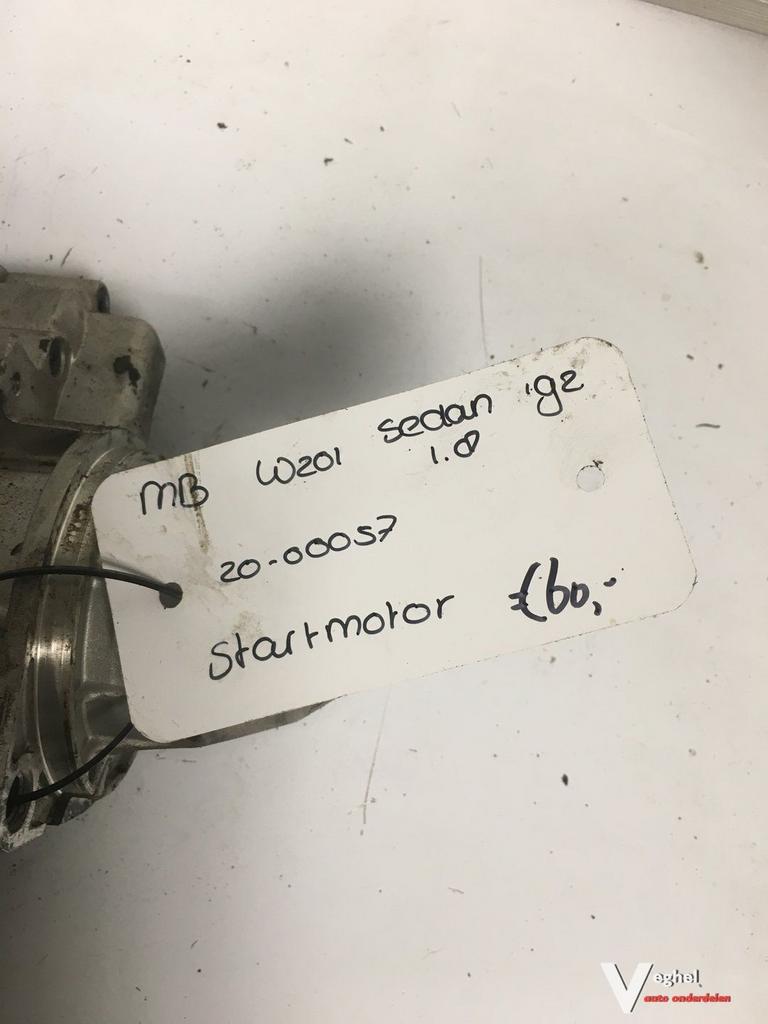 MB W201 sedan '92
1.8
20-00057
Startmotor €60,-
Veghel
auto onderdelen